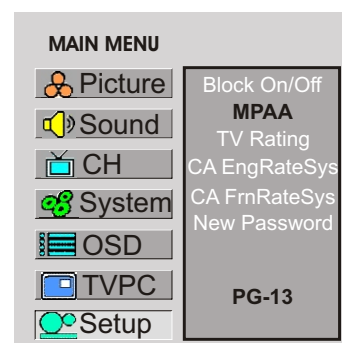 MAIN MENU
Picture
Sound
CH
System
OSD
TVPC
Setup
Block On/Off
MPAA
TV Rating
CA EngRateSys
CA FrnRateSys
New Password
PG-13